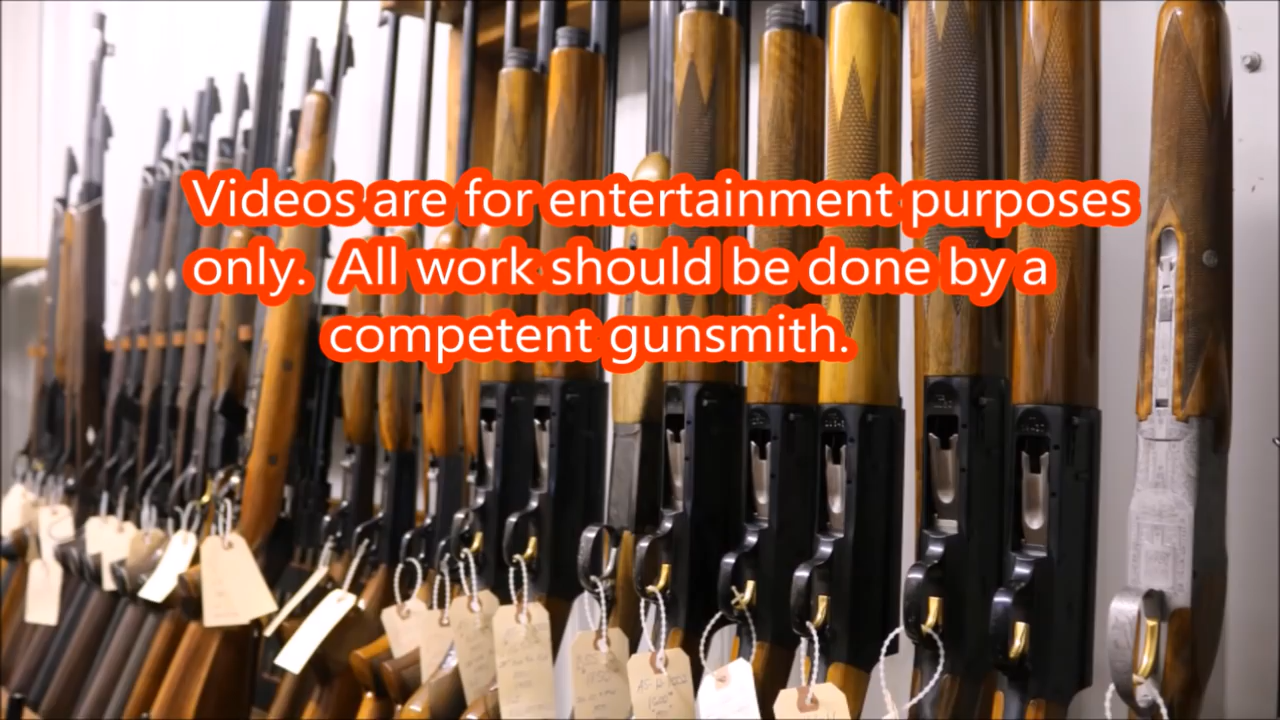 Videos are for entertainment purposes
only. All work should be done by a
competent gunsmith.